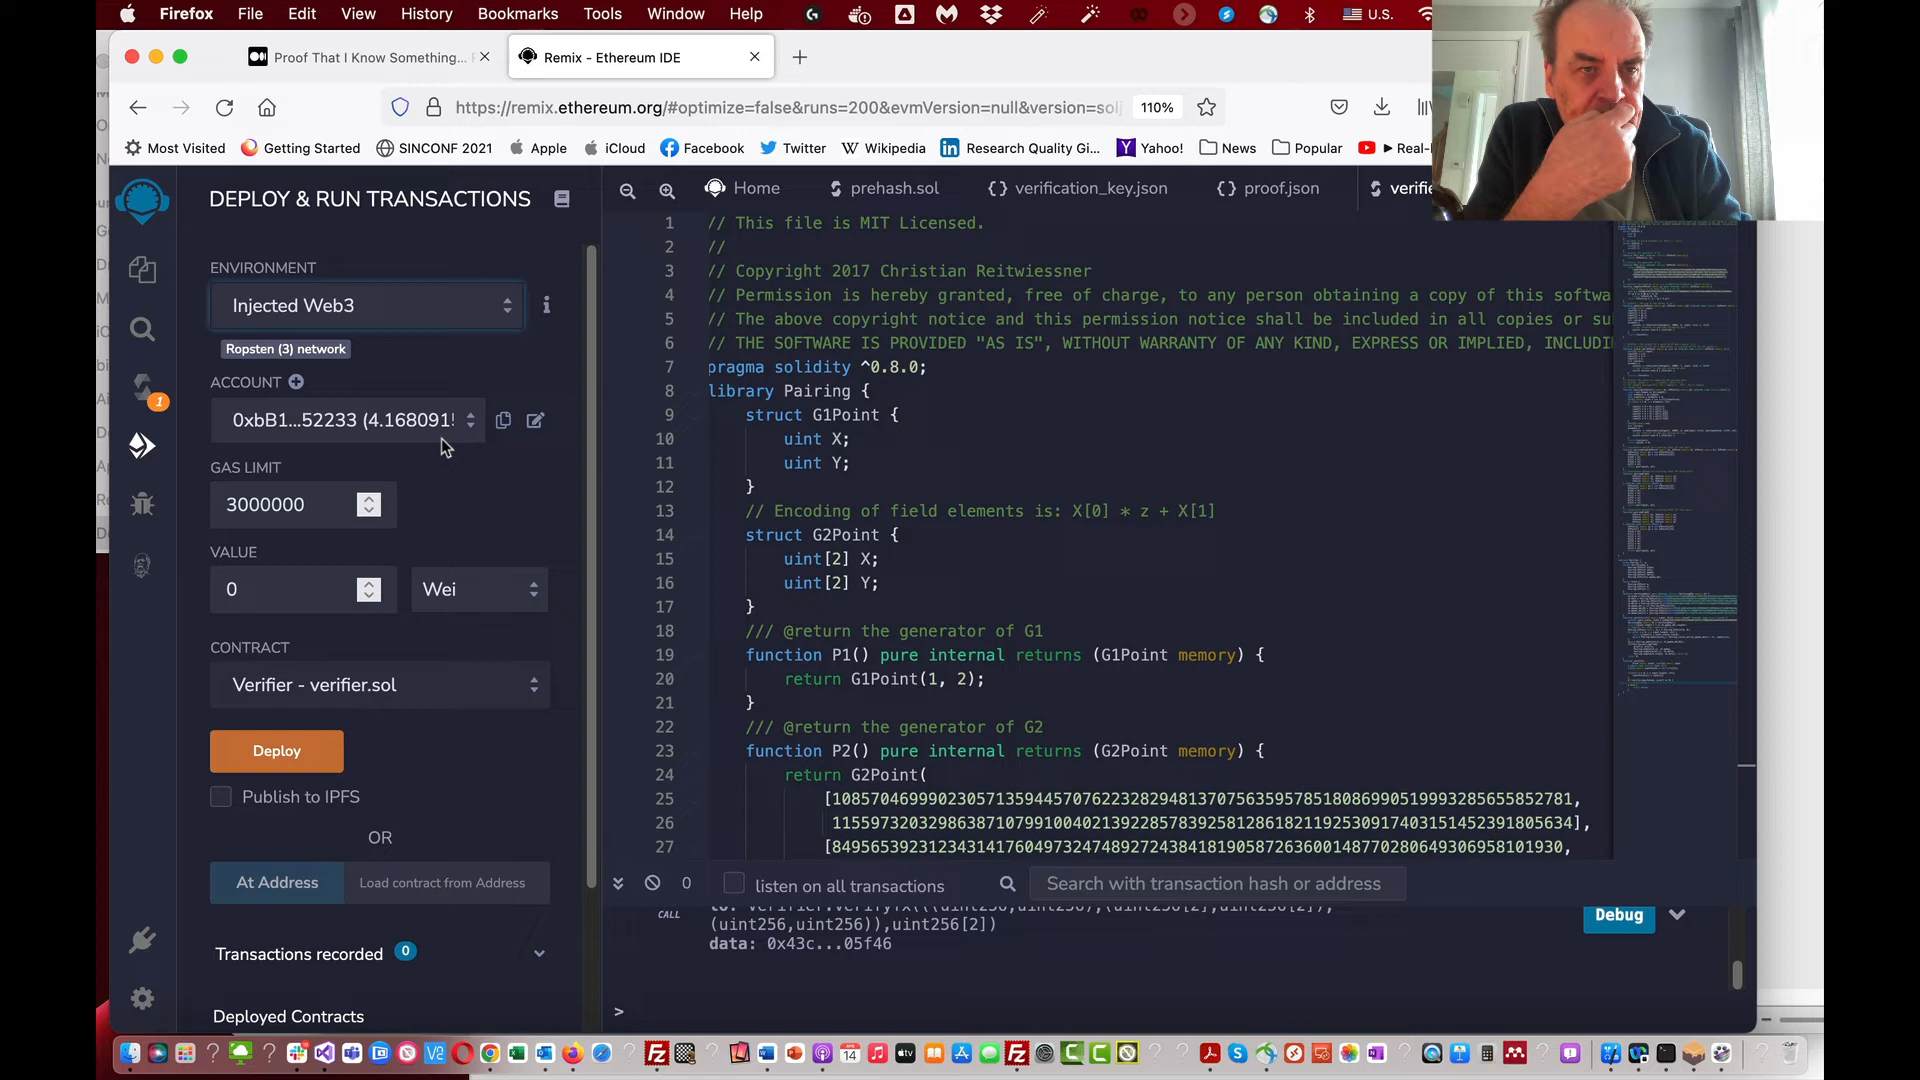 Firefox File Edit View History Bookmarks Tools Window Help U.S.
Proof That I Know Something...
Remix - Ethereum IDE
https://remix.ethereum.org/#optimize=false&runs=200&evmVersion=null&version=soli
110%
Most Visited Getting Started SINCONF 2021 Apple iCloud Facebook Twitter Wikipedia Research Quality Gi... Yahoo! News Popular
DEPLOY & RUN TRANSACTIONS
Home prehash.sol verification_key.json proof.json
ENVIRONMENT
Injected Web3
Ropsten (3) network
ACCOUNT
0xbB1...52233 (4.1680915
GAS LIMIT
3000000
VALUE
0
Wei
CONTRACT
Verifier - verifier.sol
Deploy
Publish to IPFS
OR
At Address
Load contract from Address
Transactions recorded 0
Deployed Contracts
1
1 // This file is MIT Licensed.
2 //
3 // Copyright 2017 Christian Reitwiessner
4 // Permission is hereby granted, free of charge, to any person obtaining a copy of this softwa
5 // The above copyright notice and this permission notice shall be included in all copies or su
6 // THE SOFTWARE IS PROVIDED "AS IS", WITHOUT WARRANTY OF ANY KIND, EXPRESS OR IMPLIED, INCLUDI
7 pragma solidity ^0.8.0;
8 library Pairing {
9 struct G1Point {
10 uint X;
11 uint Y;
12 }
13 // Encoding of field elements is: X[0] * z + X[1]
14 struct G2Point {
15 uint[2] X;
16 uint[2] Y;
17 }
18 /// @return the generator of G1
19 function P1() pure internal returns (G1Point memory) {
20 return G1Point(1, 2);
21 }
22 /// @return the generator of G2
23 function P2() pure internal returns (G2Point memory) {
24 return G2Point(
25 [10857046999023057135944570762232829481370756359578518086990519993285655852781,
26 11559732032986387107991004021392285783925812861821192530917403151452391805634],
27 [8495653923123431417604973247489272438418190587263600148770280649306958101930,
0
listen on all transactions
Search with transaction hash or address
CALL
to: Verifier.verifyTx(((uint256,uint256),(uint256[2],uint256[2]),
(uint256,uint256)),uint256[2])
data: 0x43c...05f46
Debug
>